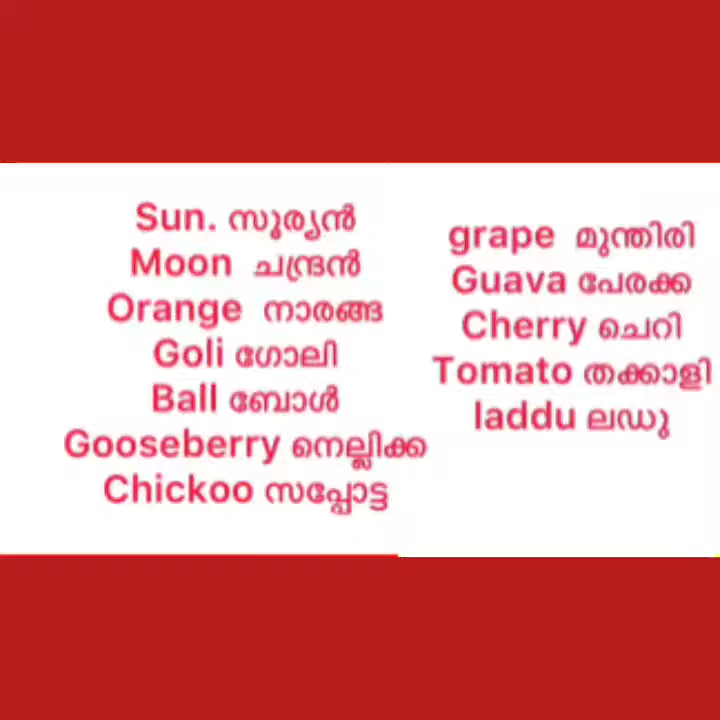 Sun. സൂര്യൻ
Moon ചന്ദ്രൻ
Orange നാരങ്ങ
Goli ഗോലി
Ball ബോൾ
Gooseberry നെല്ലിക്ക
Chickoo സപ്പോട്ട
grape മുന്തിരി
Guava പേരക്ക
Cherry ചെറി
Tomato തക്കാളി
laddu ലഡു